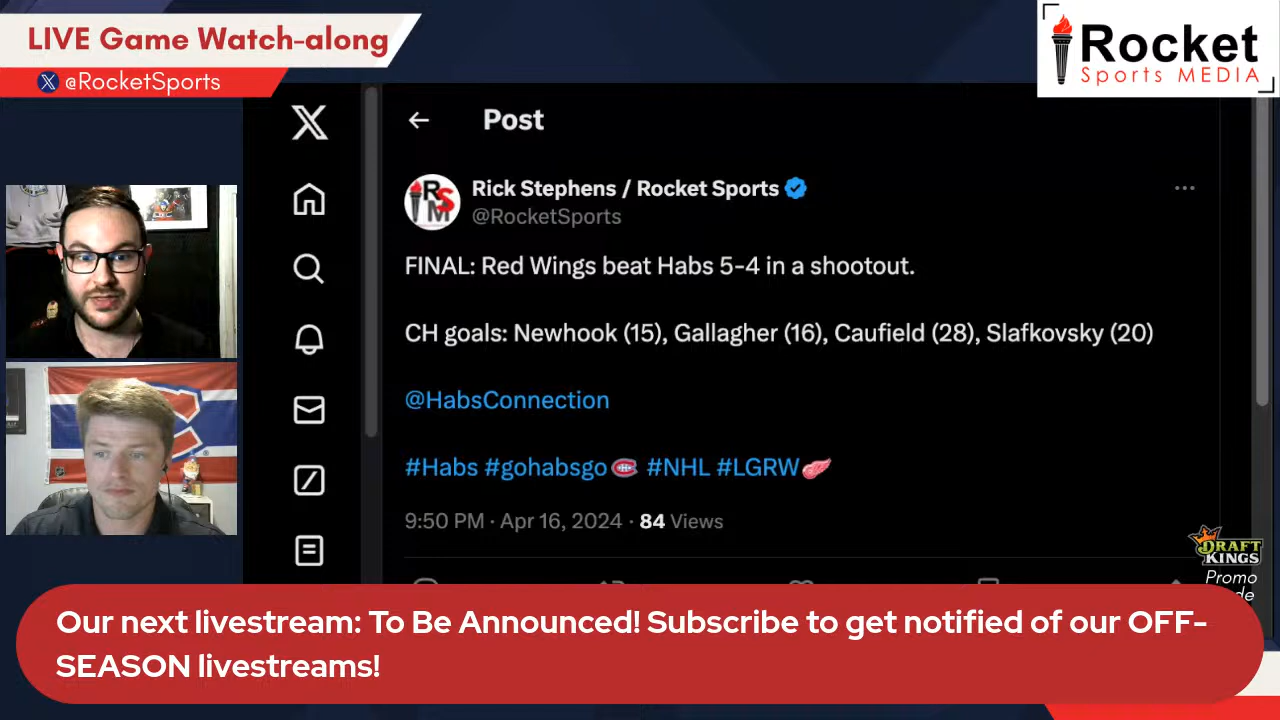 LIVE Game Watch-along
@RocketSports
Rocket
Sports MEDIA
Post
Rick Stephens / Rocket Sports
@RocketSports
FINAL: Red Wings beat Habs 5-4 in a shootout.
CH goals: Newhook (15), Gallagher (16), Caufield (28), Slafkovsky (20)
@HabsConnection
#Habs #gohabsgo #NHL #LGRW
9:50 PM · Apr 16, 2024 · 84 Views
DRAFT
KINGS
Promo
Our next livestream: To Be Announced! Subscribe to get notified of our OFF-
SEASON livestreams!